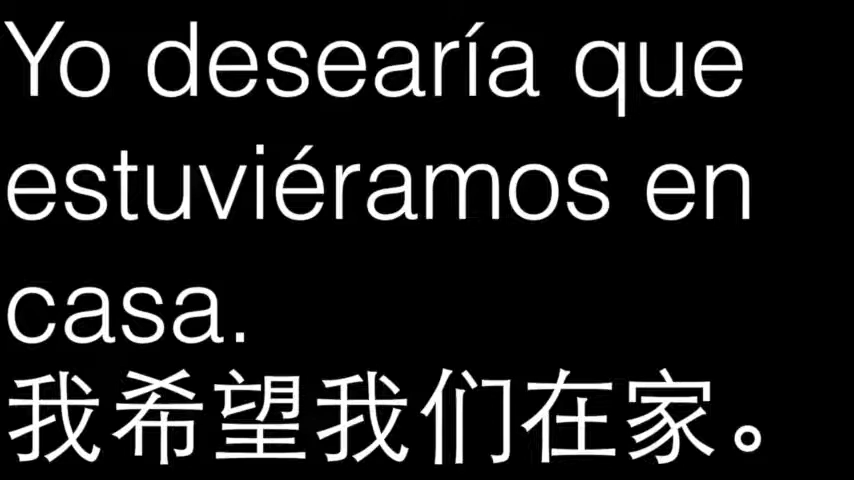 Yo desearía que
estuviéramos en
casa.
我希望我们在家。